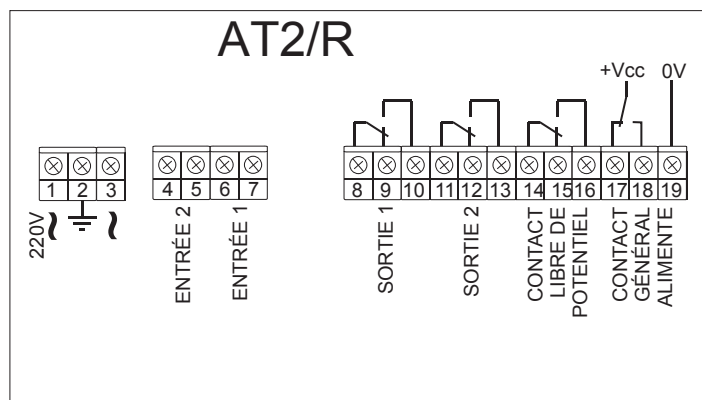 AT2/R
+Vcc 0V
1 2 3 4 5 6 7 8 9 10 11 12 13 14 15 16 17 18 19
220V
ENTRÉE 2
ENTRÉE 1
SORTIE 1
SORTIE 2
CONTACT
LIBRE DE
POTENTIEL
CONTACT
GÉNÉRAL
ALIMENTE